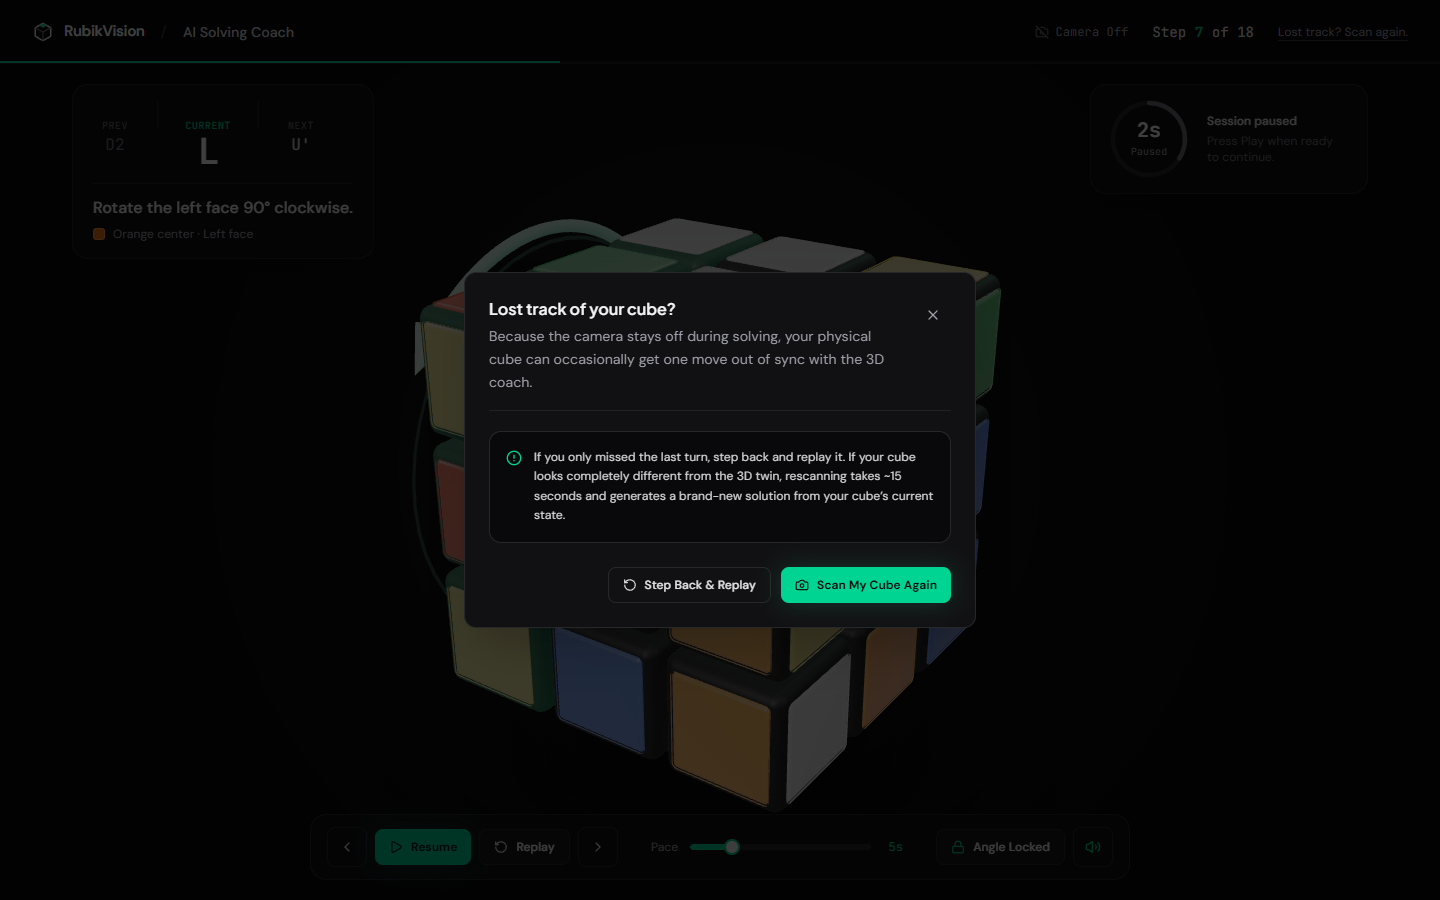 RubikVision / AI Solving Coach
Camera Off
Step 7 of 18
Lost track? Scan again.
PREV
D2
CURRENT
L
NEXT
U'
Rotate the left face 90° clockwise.
Orange center · Left face
2s
Paused
Session paused
Press Play when ready
to continue.
Lost track of your cube?
Because the camera stays off during solving, your physical
cube can occasionally get one move out of sync with the 3D
coach.
If you only missed the last turn, step back and replay it. If your cube
looks completely different from the 3D twin, rescanning takes ~15
seconds and generates a brand-new solution from your cube’s current
state.
Step Back & Replay
Scan My Cube Again
Resume
Replay
Pace
5s
Angle Locked